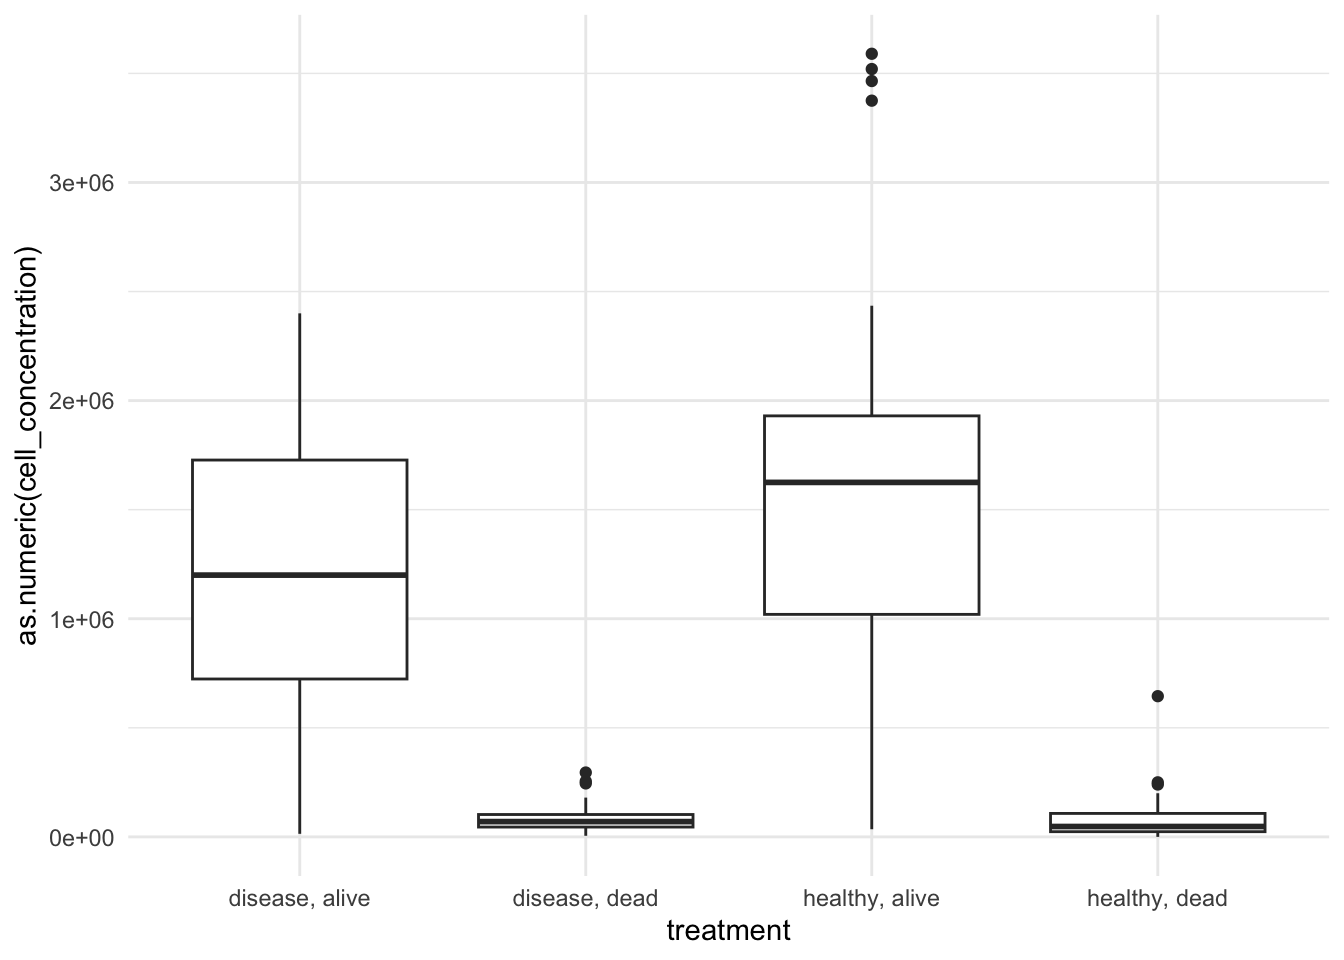 as.numeric(cell_concentration)
3e+06
2e+06
1e+06
0e+00
disease, alive
disease, dead
healthy, alive
healthy, dead
treatment